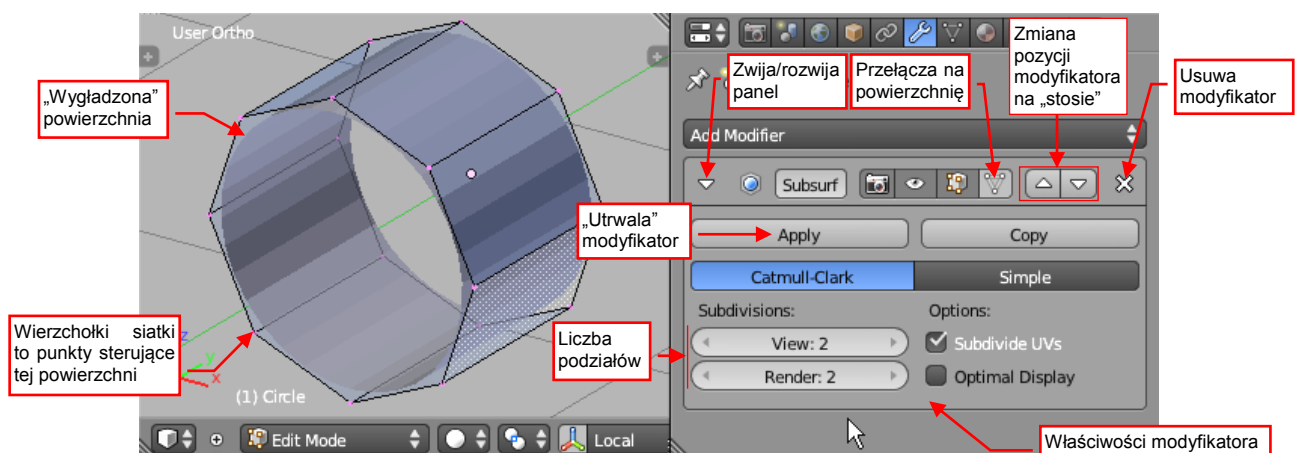 User Ortho
„Wygładzona”
powierzchnia
Wierzchołki siatki
to punkty sterujące
tej powierzchni
z
y
x
(1) Circle
Edit Mode
Local
Zwija/rozwija
panel
Przełącza na
powierzchnię
Zmiana
pozycji
modyfikatora
na „stosie”
Usuwa
modyfikator
Add Modifier
Subsurf
„Utrwala”
modyfikator
Apply
Copy
Catmull-Clark
Simple
Subdivisions:
Options:
Liczba
podziałów
View: 2
Subdivide UVs
Render: 2
Optimal Display
Właściwości modyfikatora